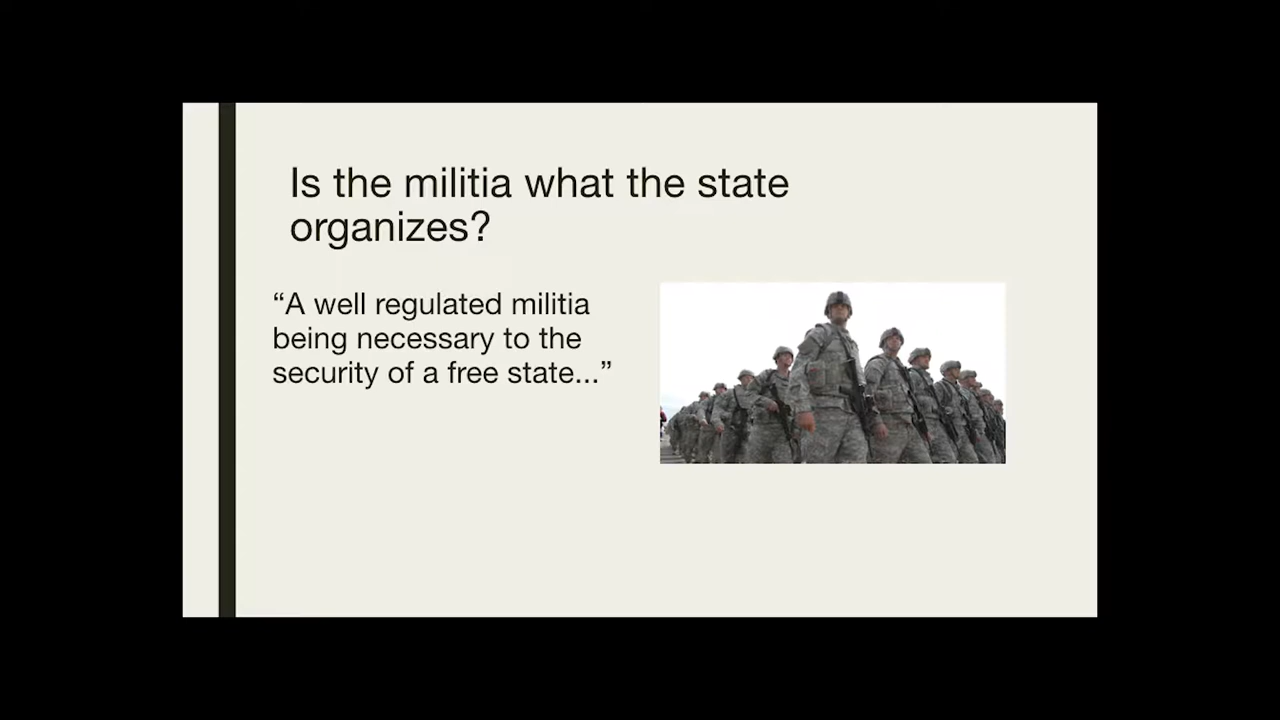 Is the militia what the state
organizes?
“A well regulated militia
being necessary to the
security of a free state...”